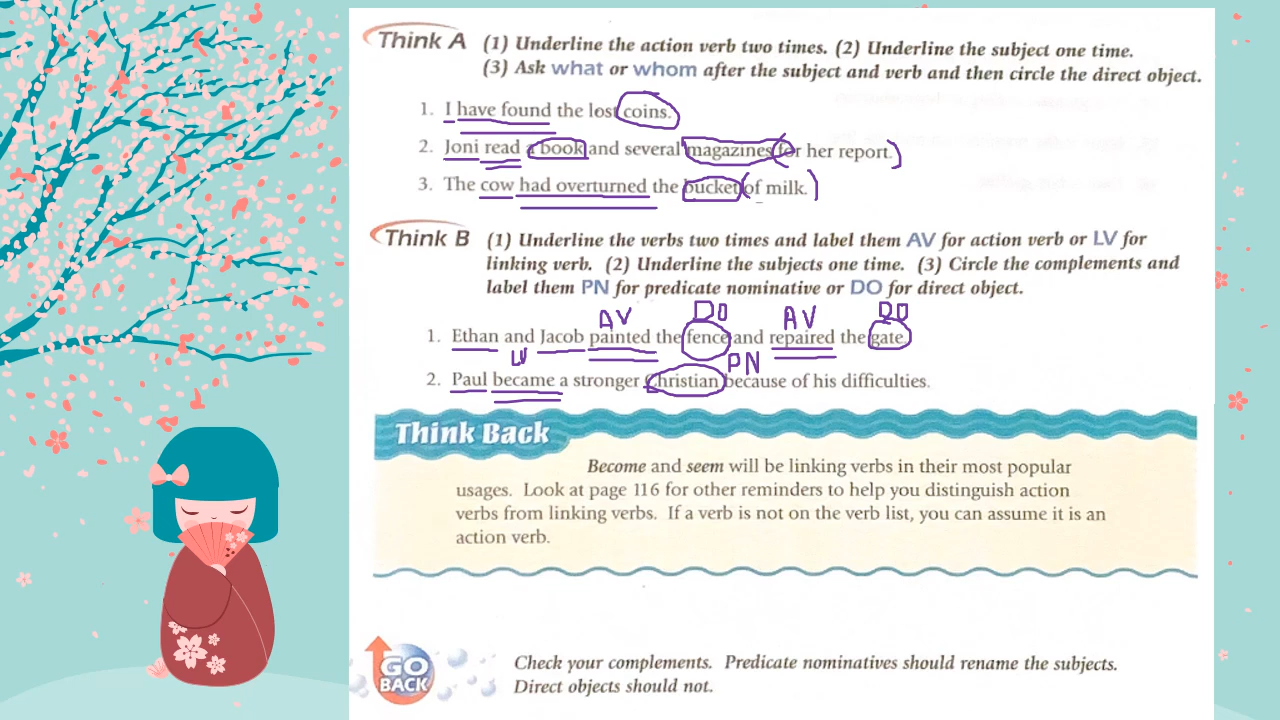 Think A (1) Underline the action verb two times. (2) Underline the subject one time.
(3) Ask what or whom after the subject and verb and then circle the direct object.
1. I have found the lost coins.
2. Joni read a book and several magazines for her report.
3. The cow had overturned the bucket of milk.
Think B (1) Underline the verbs two times and label them AV for action verb or LV for
linking verb. (2) Underline the subjects one time. (3) Circle the complements and
label them PN for predicate nominative or DO for direct object.
AV DO AV DO
1. Ethan and Jacob painted the fence and repaired the gate.
LV PN
2. Paul became a stronger Christian because of his difficulties.
Think Back
Become and seem will be linking verbs in their most popular
usages. Look at page 116 for other reminders to help you distinguish action
verbs from linking verbs. If a verb is not on the verb list, you can assume it is an
action verb.
GO
BACK
Check your complements. Predicate nominatives should rename the subjects.
Direct objects should not.